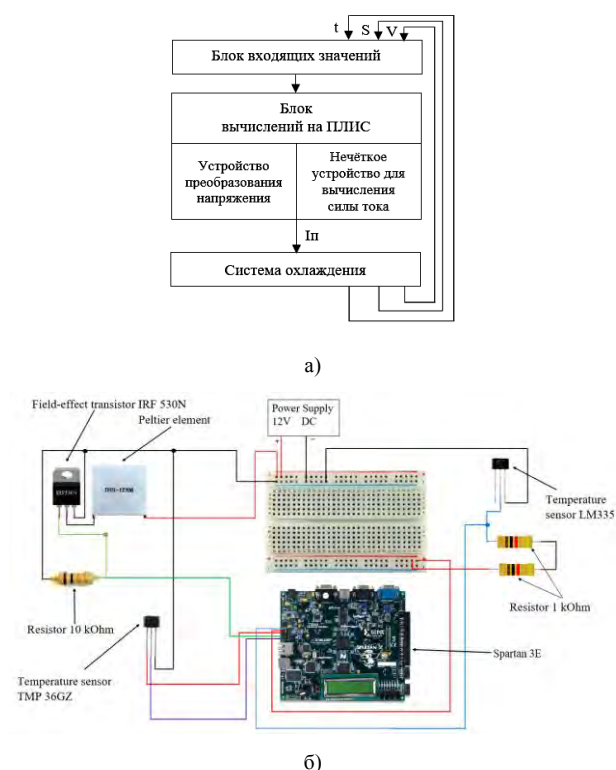 t S V
Блок входящих значений
Блок
вычислений на ПЛИС
Устройство
преобразования
напряжения
Нечёткое
устройство для
вычисления
силы тока
Iп
Система охлаждения
а)
Field-effect transistor IRF 530N
Peltier element
Power Supply
12V DC
Temperature
sensor LM335
Resistor 1 kOhm
Resistor 10 kOhm
Spartan 3E
Temperature sensor
TMP 36GZ
б)